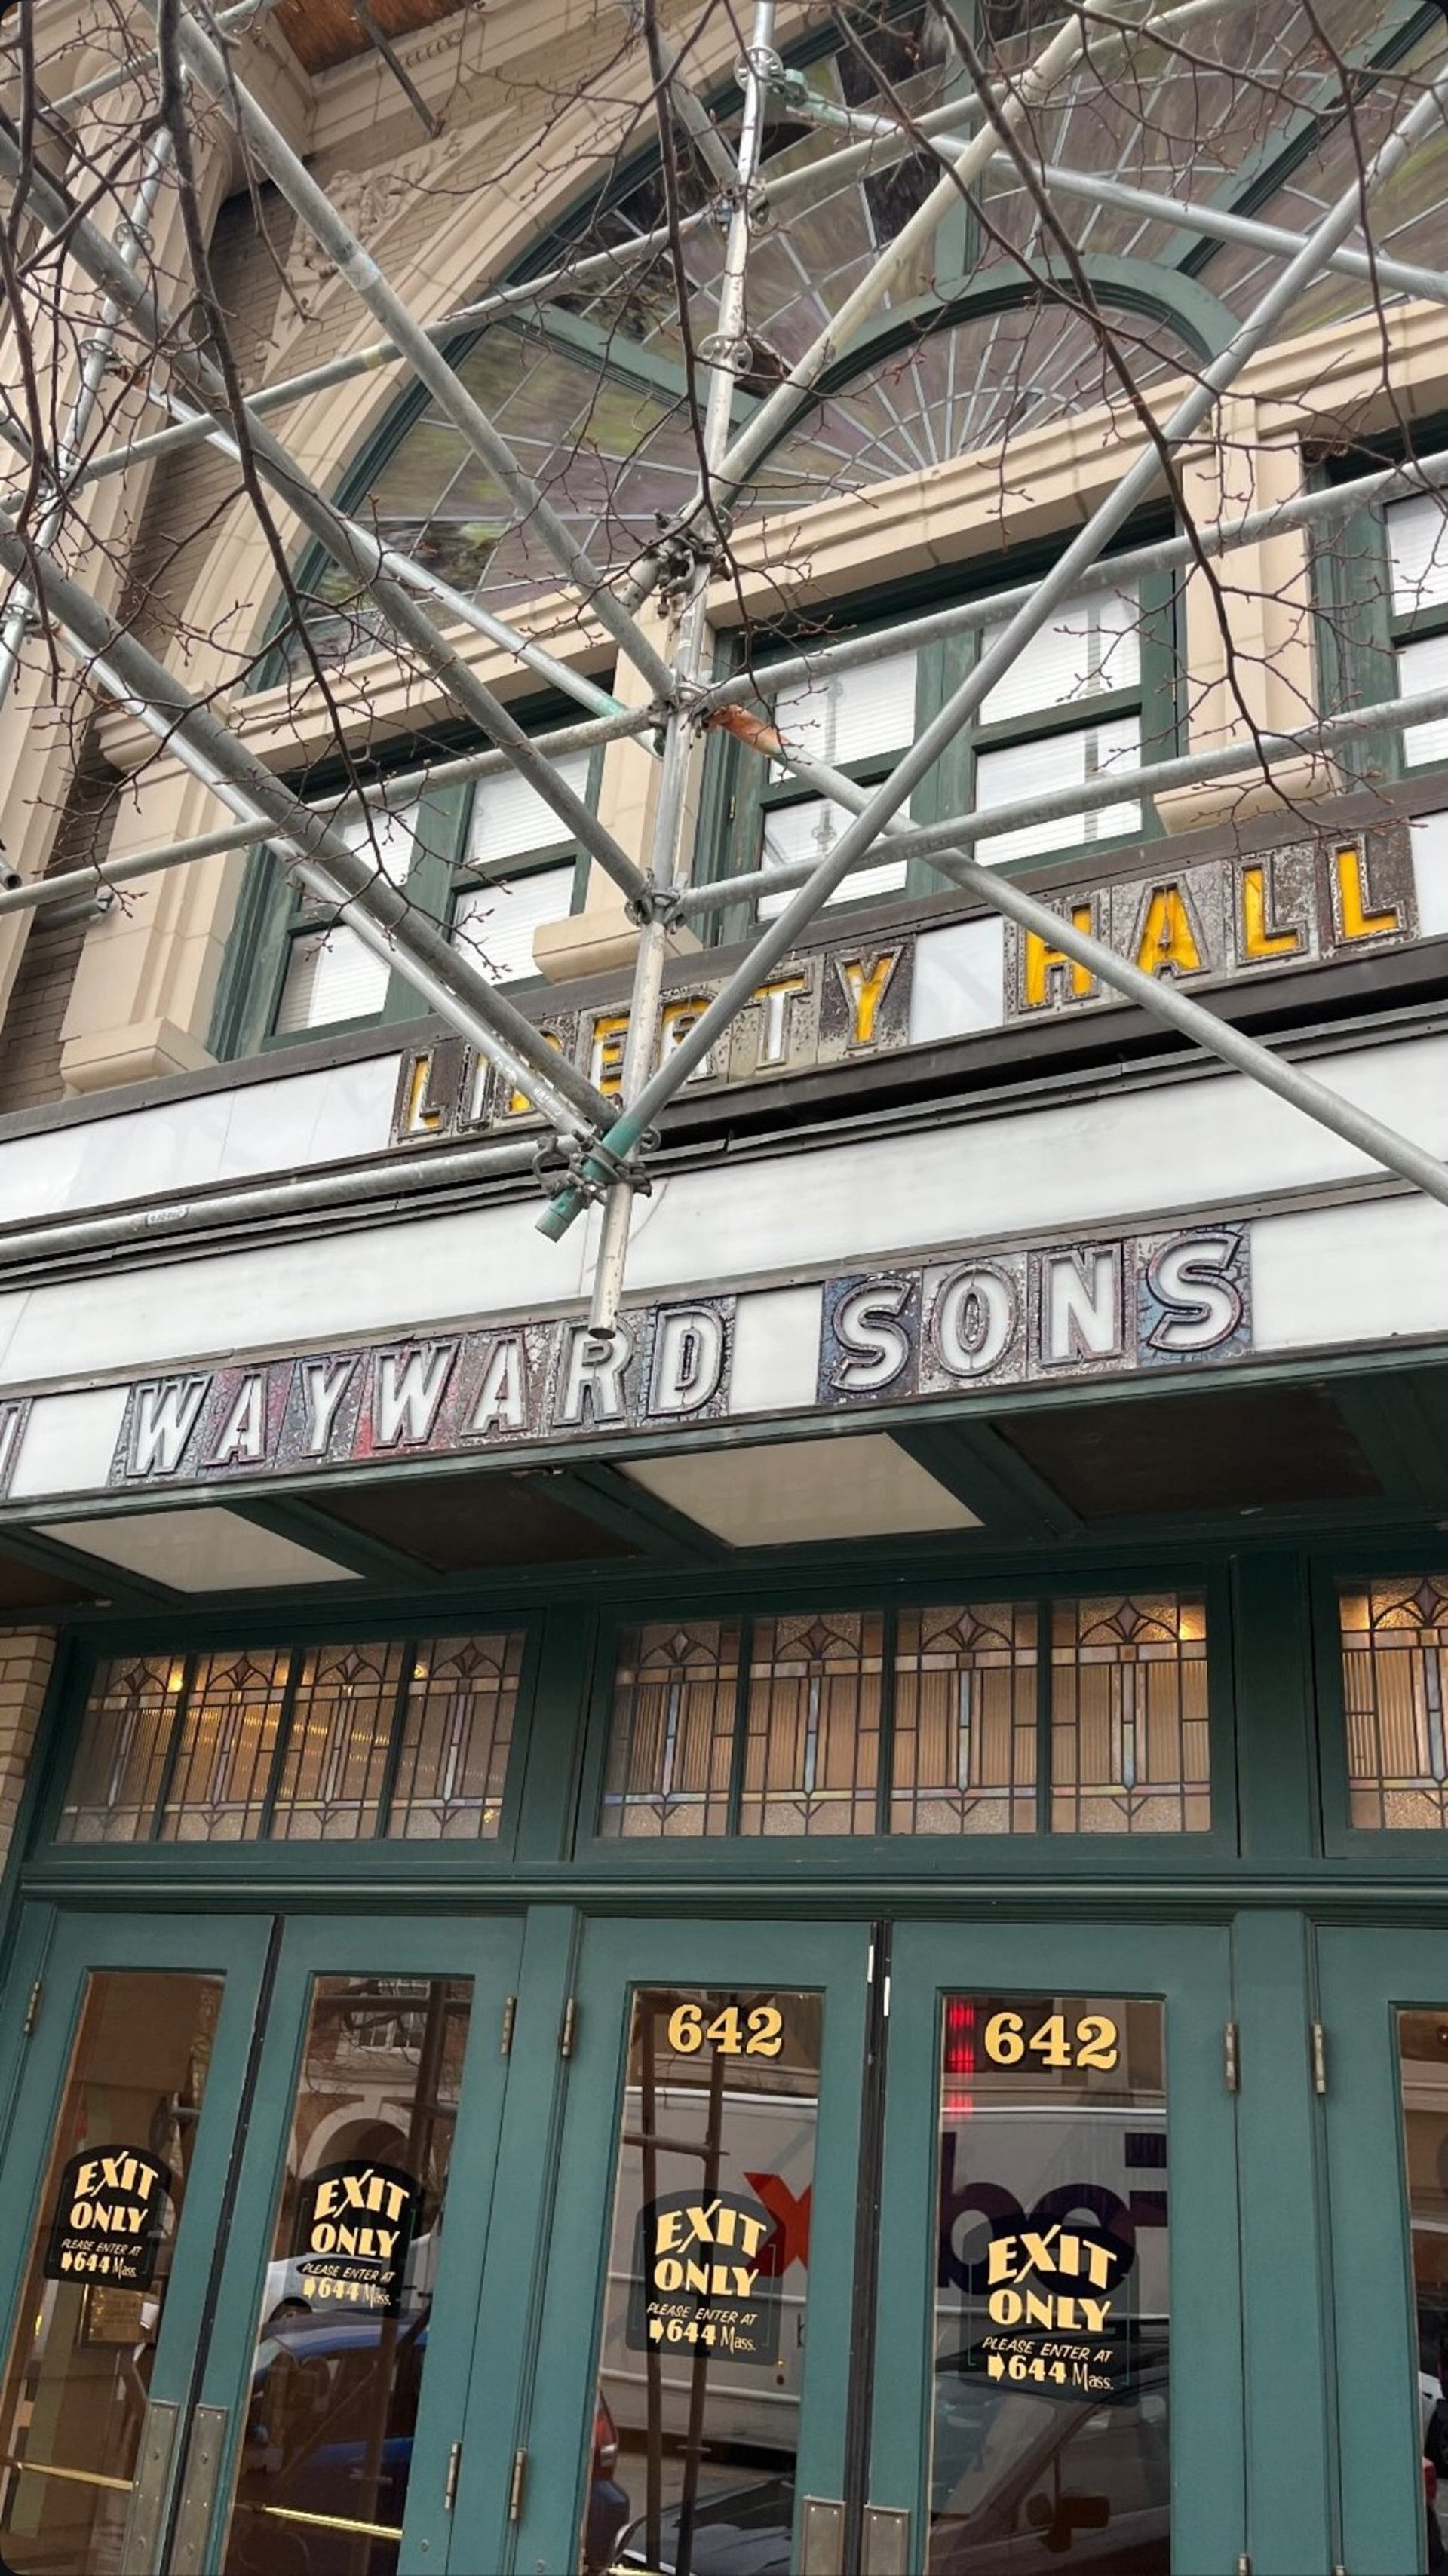 LIBERTY HALL
WAYWARD SONS
642
642
EXIT
ONLY
PLEASE ENTER AT
644 Mass.
EXIT
ONLY
PLEASE ENTER AT
644 Mass.
EXIT
ONLY
PLEASE ENTER AT
644 Mass.
EXIT
ONLY
PLEASE ENTER AT
644 Mass.